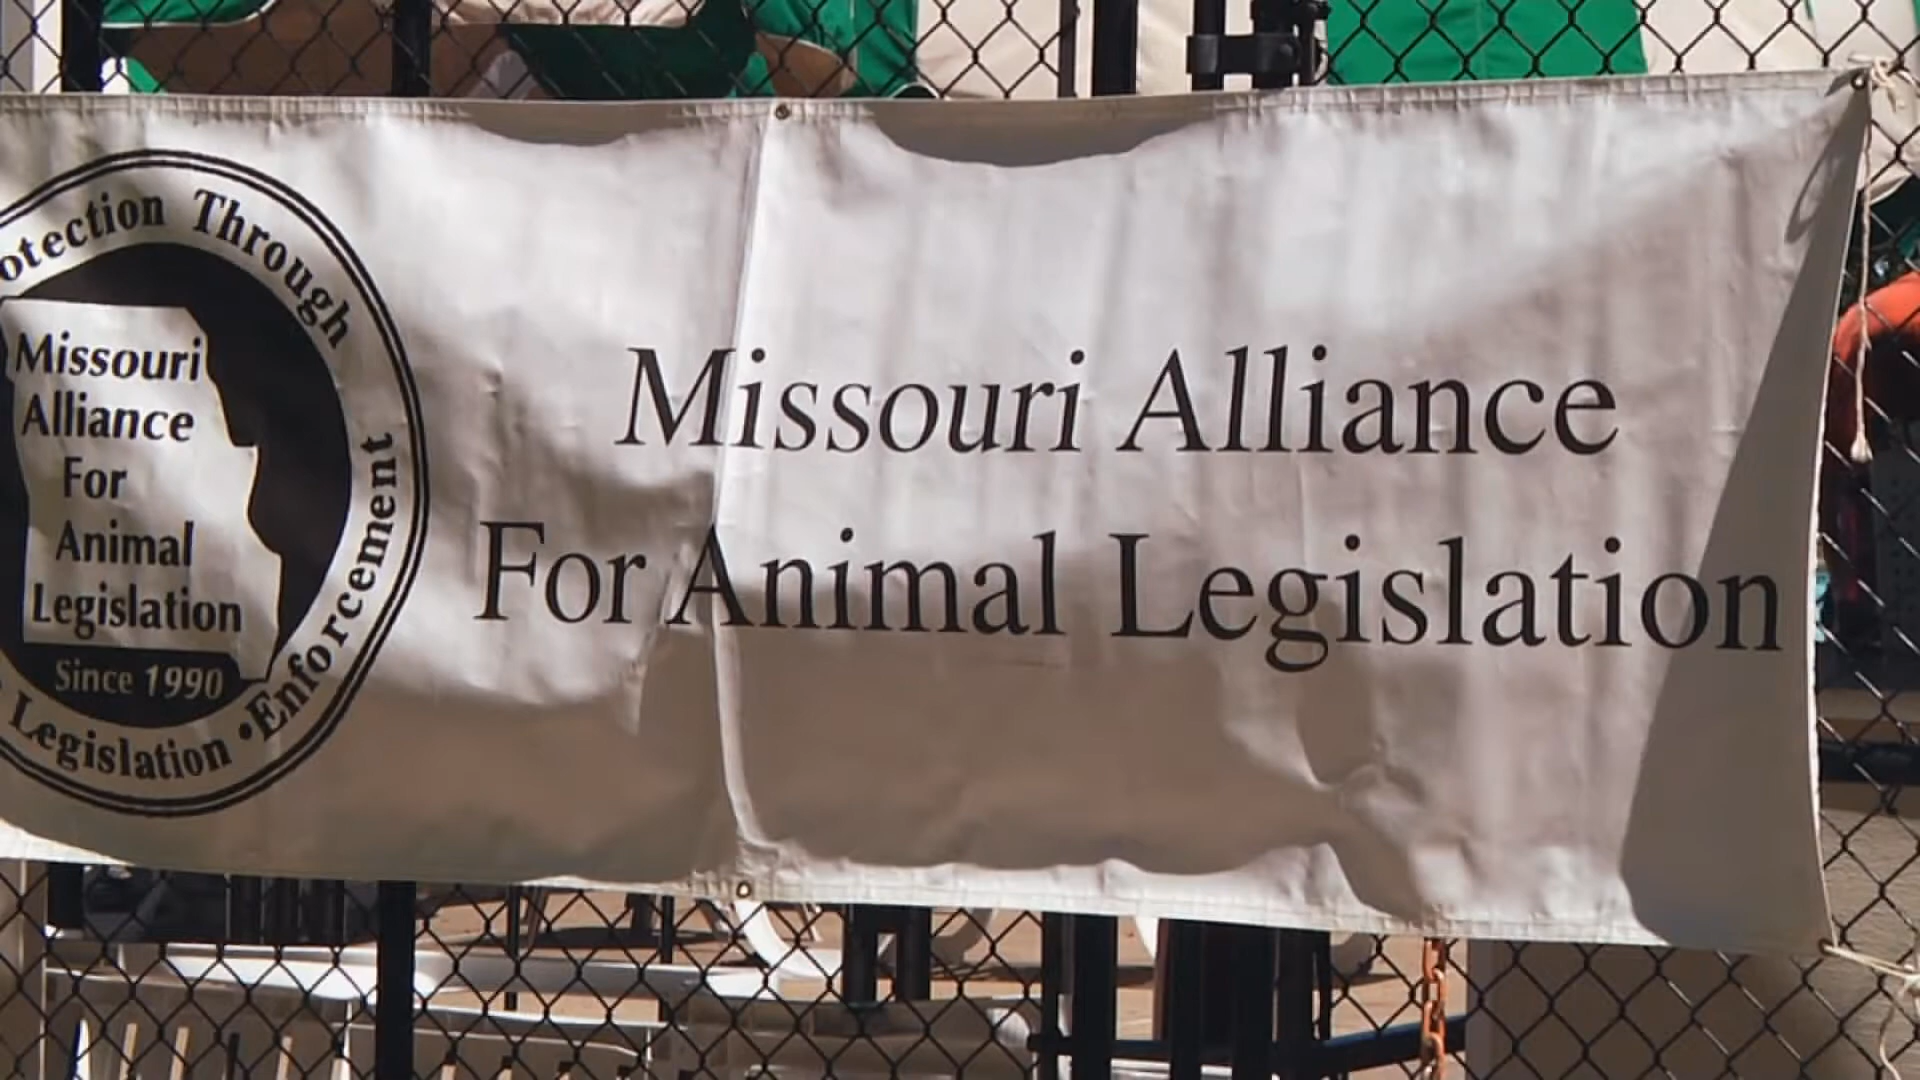 otection Through
Missouri
Alliance
For
Animal
Legislation
Since 1990
Legislation • Enforcement
Missouri Alliance
For Animal Legislation